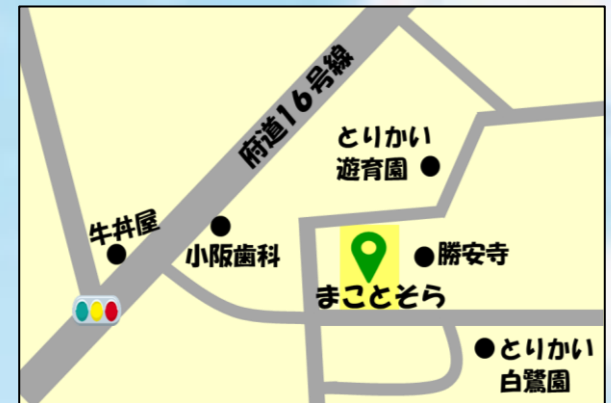 府道16号線
とりかい
遊育園
牛丼屋
小阪歯科
勝安寺
まことそら
とりかい
白鷺園